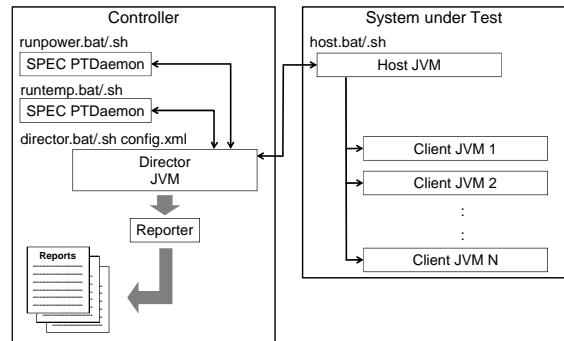 Controller
runpower.bat/.sh
SPEC PTDaemon
runtemp.bat/.sh
SPEC PTDaemon
director.bat/.sh config.xml
Director
JVM
Reporter
Reports
System under Test
host.bat/.sh
Host JVM
Client JVM 1
Client JVM 2
:
:
Client JVM N